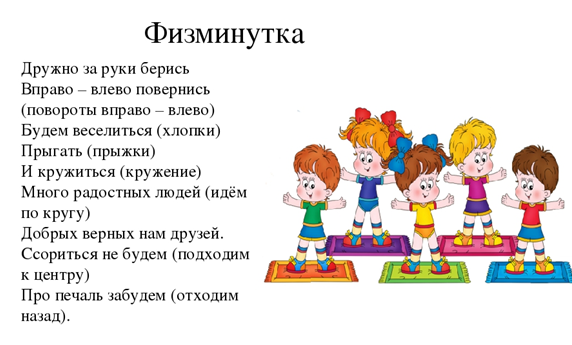 Физминутка
Дружно за руки берись
Вправо – влево повернись
(повороты вправо – влево)
Будем веселиться (хлопки)
Прыгать (прыжки)
И кружиться (кружение)
Много радостных людей (идём
по кругу)
Добрых верных нам друзей.
Ссориться не будем (подходим
к центру)
Про печаль забудем (отходим
назад).